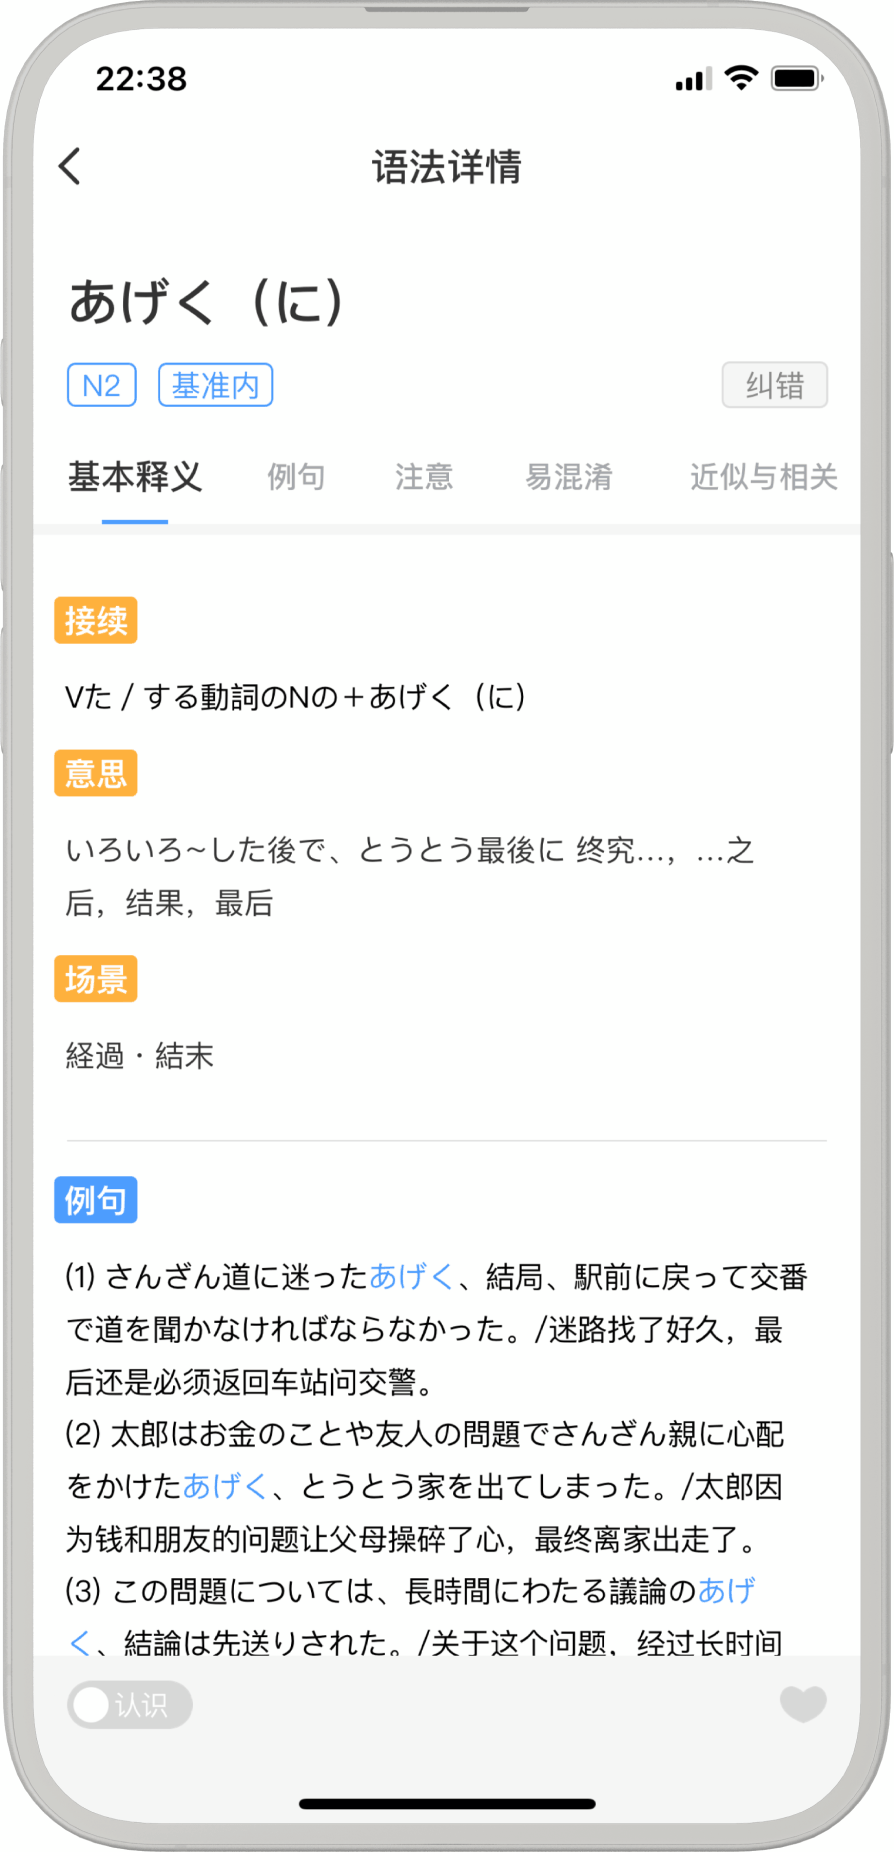 22:38
语法详情
あげく（に）
N2 基准内 纠错
基本释义 例句 注意 易混淆 近似与相关
接续
Vた / する動詞のNの＋あげく（に）
意思
いろいろ~した後で、とうとう最後に 终究…，…之
后，结果，最后
场景
経過・結末
例句
(1) さんざん道に迷ったあげく、結局、駅前に戻って交番
で道を聞かなければならなかった。/迷路找了好久，最
后还是必须返回车站问交警。
(2) 太郎はお金のことや友人の問題でさんざん親に心配
をかけたあげく、とうとう家を出てしまった。/太郎因
为钱和朋友的问题让父母操碎了心，最终离家出走了。
(3) この問題については、長時間にわたる議論のあげ
く、結論は先送りされた。/关于这个问题，经过长时间
认识